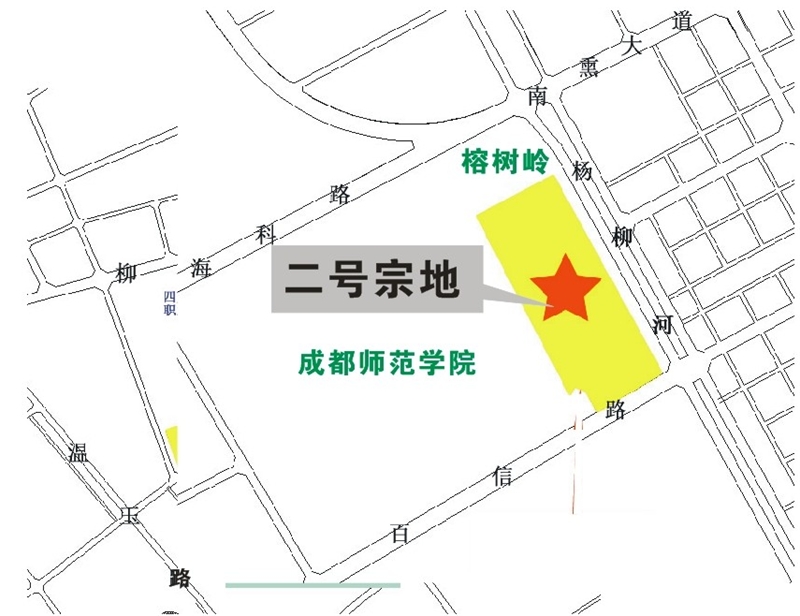 南熏大道
榕树岭
杨柳河
海科路
柳
二号宗地
四职
成都师范学院
百信路
温玉路